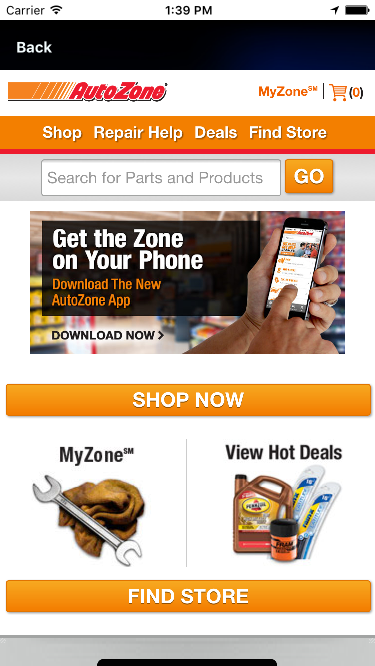 Carrier 1:39 PM
Back
AutoZone
MyZone℠ (0)
Shop Repair Help Deals Find Store
Search for Parts and Products GO
Get the Zone
on Your Phone
Download The New
AutoZone App
DOWNLOAD NOW >
SHOP NOW
MyZone℠ View Hot Deals
PENNZOIL
FRAM
FIND STORE